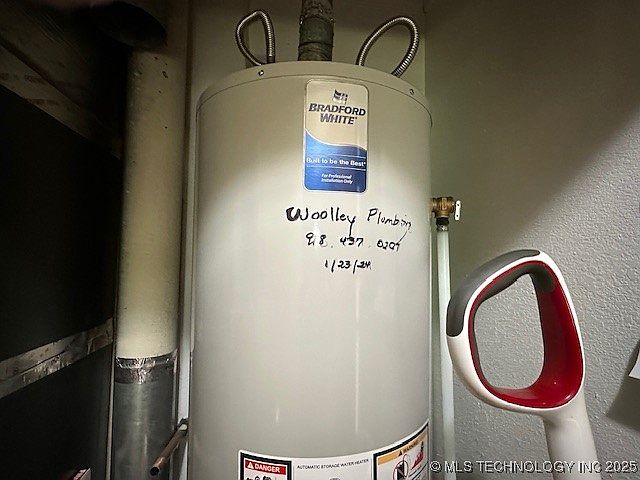 BRADFORD
WHITE
Built to be the Best
For Professional
Installation Only
Woolley Plumbing
918.437.0297
1/23/24
DANGER
AUTOMATIC STORAGE WATER HEATER
© MLS TECHNOLOGY INC 2025